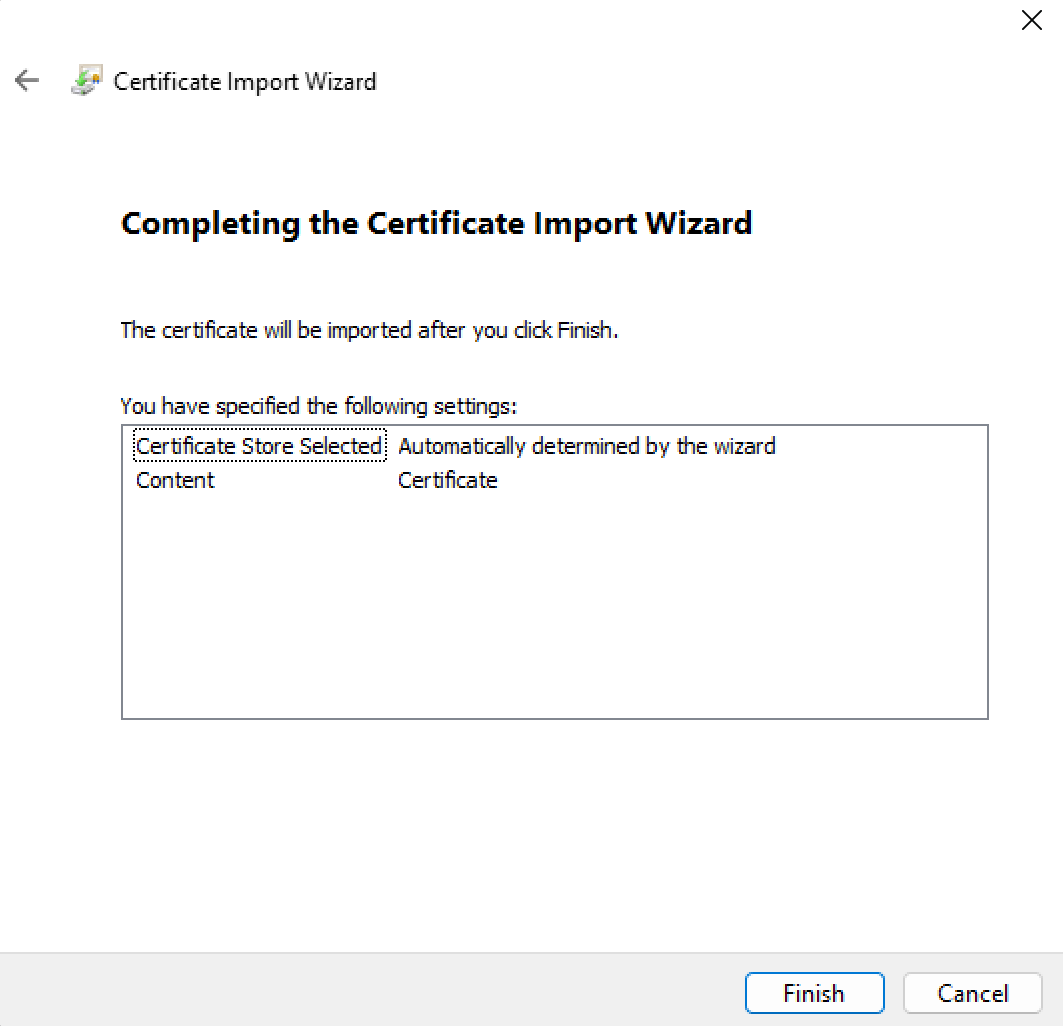 Certificate Import Wizard
Completing the Certificate Import Wizard
The certificate will be imported after you click Finish.
You have specified the following settings:
Certificate Store Selected Automatically determined by the wizard
Content Certificate
Finish Cancel